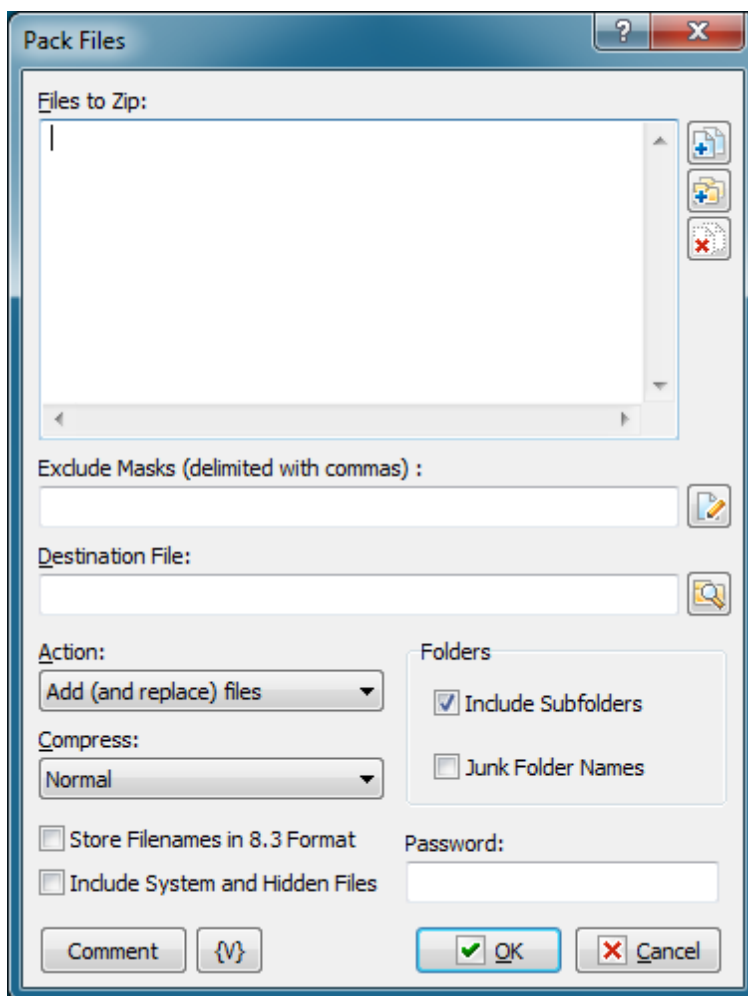 Pack Files
Files to Zip:
Exclude Masks (delimited with commas) :
Destination File:
Action:
Add (and replace) files
Compress:
Normal
Folders
Include Subfolders
Junk Folder Names
Store Filenames in 8.3 Format
Include System and Hidden Files
Password:
Comment
{V}
OK
Cancel